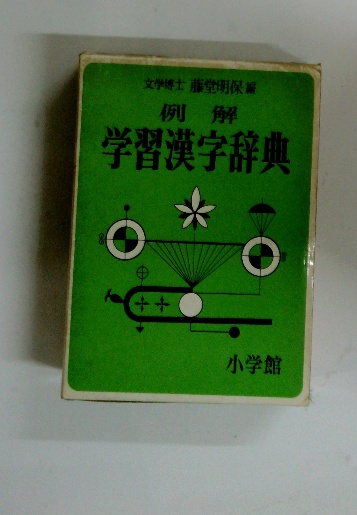 文学博士 藤堂明保 編
例解
学習漢字辞典
小学館